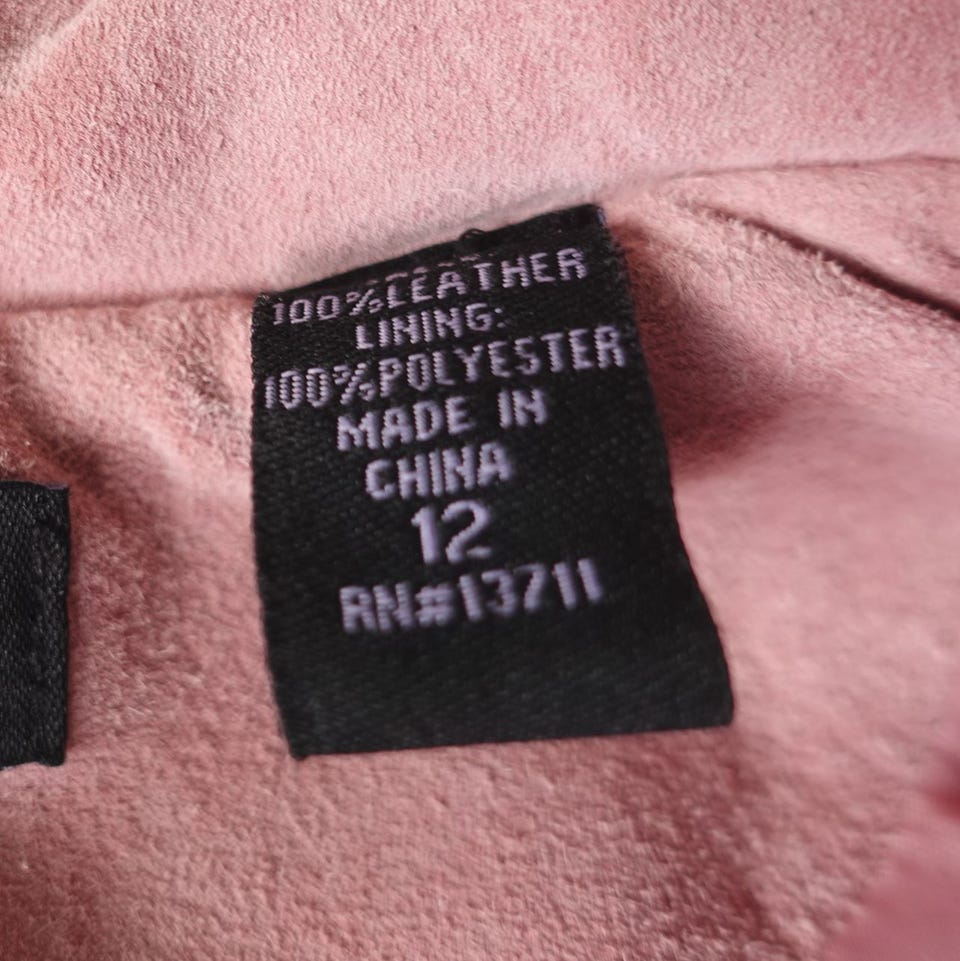 100%LEATHER
LINING:
100%POLYESTER
MADE IN
CHINA
12
RN#13711